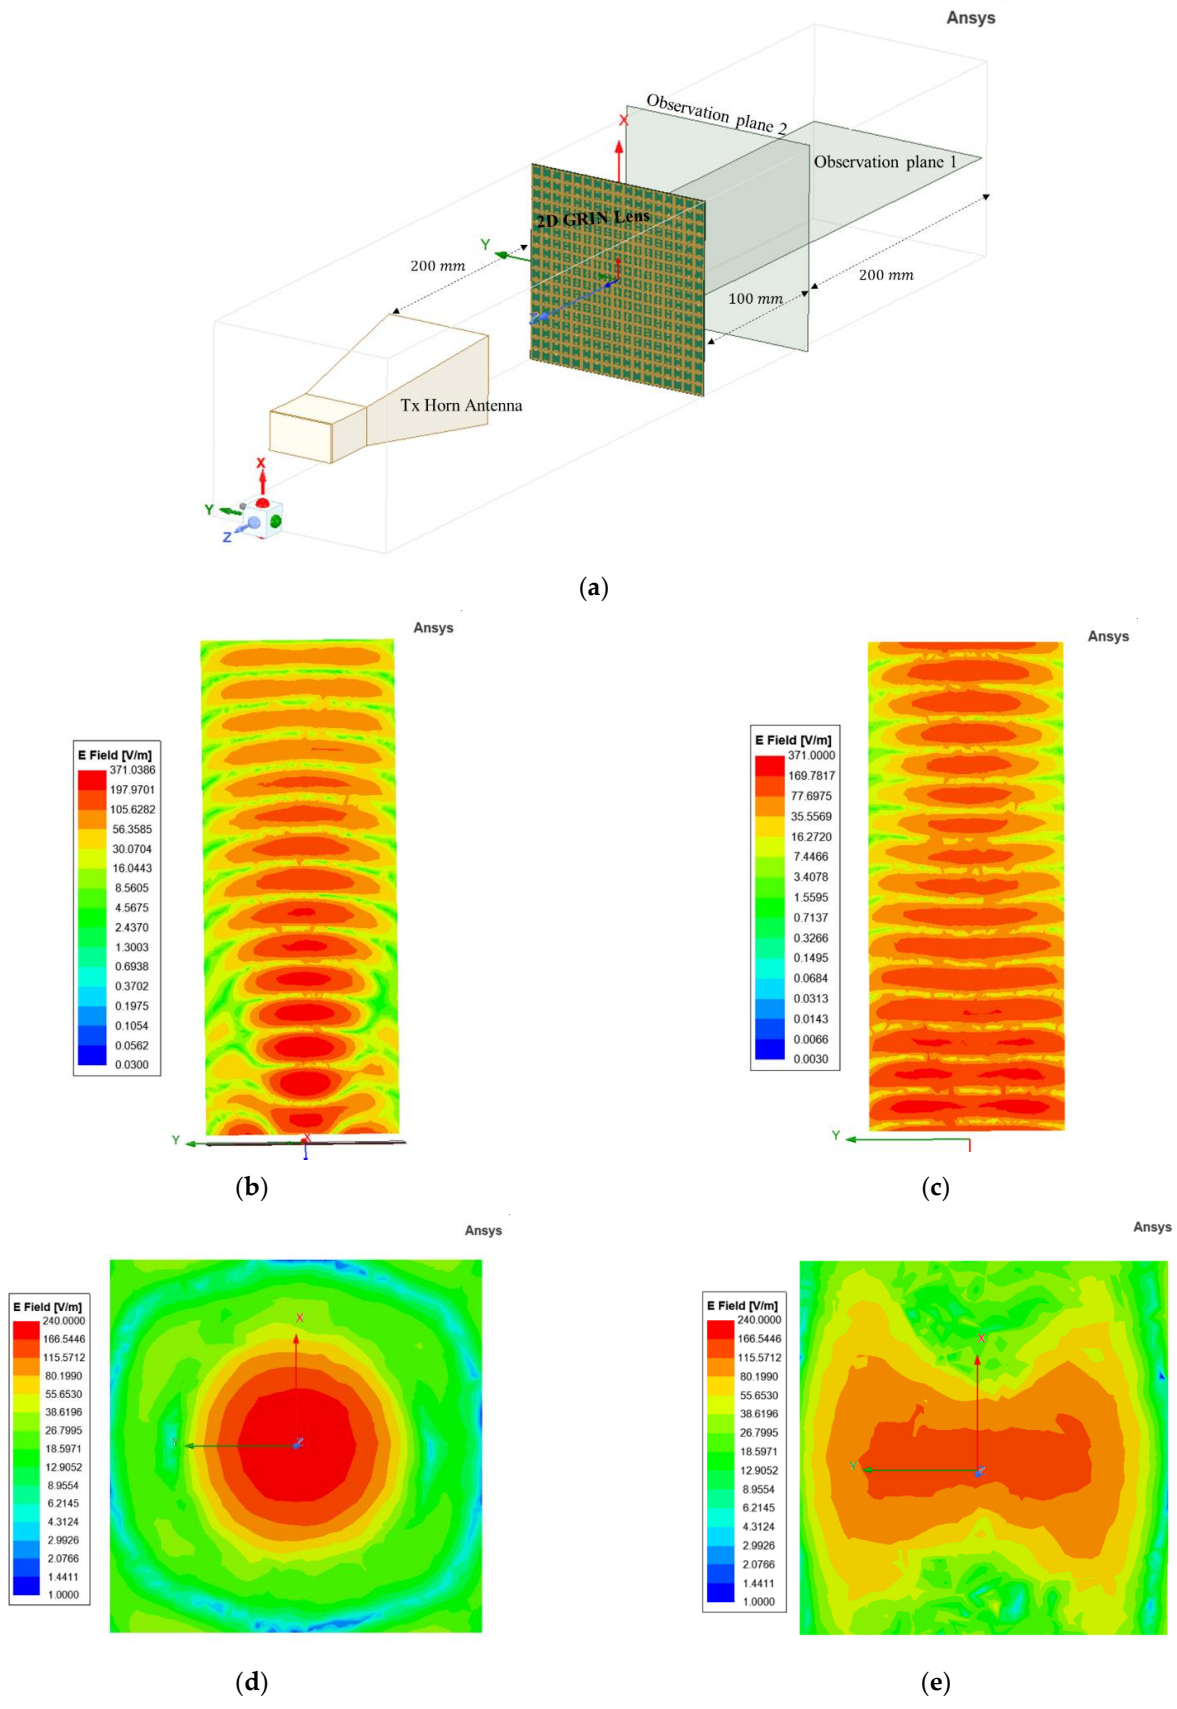 Ansys
Observation plane 2
X
Observation plane 1
2D GRIN Lens
Y
200 mm
200 mm
100 mm
Z
Tx Horn Antenna
X
Y
Z
(a)
Ansys
Ansys
E Field [V/m]
371.0386
197.9701
105.6282
56.3585
30.0704
16.0443
8.5605
4.5675
2.4370
1.3003
0.6938
0.3702
0.1975
0.1054
0.0562
0.0300
Y
X
E Field [V/m]
371.0000
169.7817
77.6975
35.5569
16.2720
7.4466
3.4078
1.5595
0.7137
0.3266
0.1495
0.0684
0.0313
0.0143
0.0066
0.0030
Y
(b)
(c)
Ansys
Ansys
E Field [V/m]
240.0000
166.5446
115.5712
80.1990
55.6530
38.6196
26.7995
18.5971
12.9052
8.9554
6.2145
4.3124
2.9926
2.0766
1.4411
1.0000
X
Y
Z
E Field [V/m]
240.0000
166.5446
115.5712
80.1990
55.6530
38.6196
26.7995
18.5971
12.9052
8.9554
6.2145
4.3124
2.9926
2.0766
1.4411
1.0000
X
Y
Z
(d)
(e)